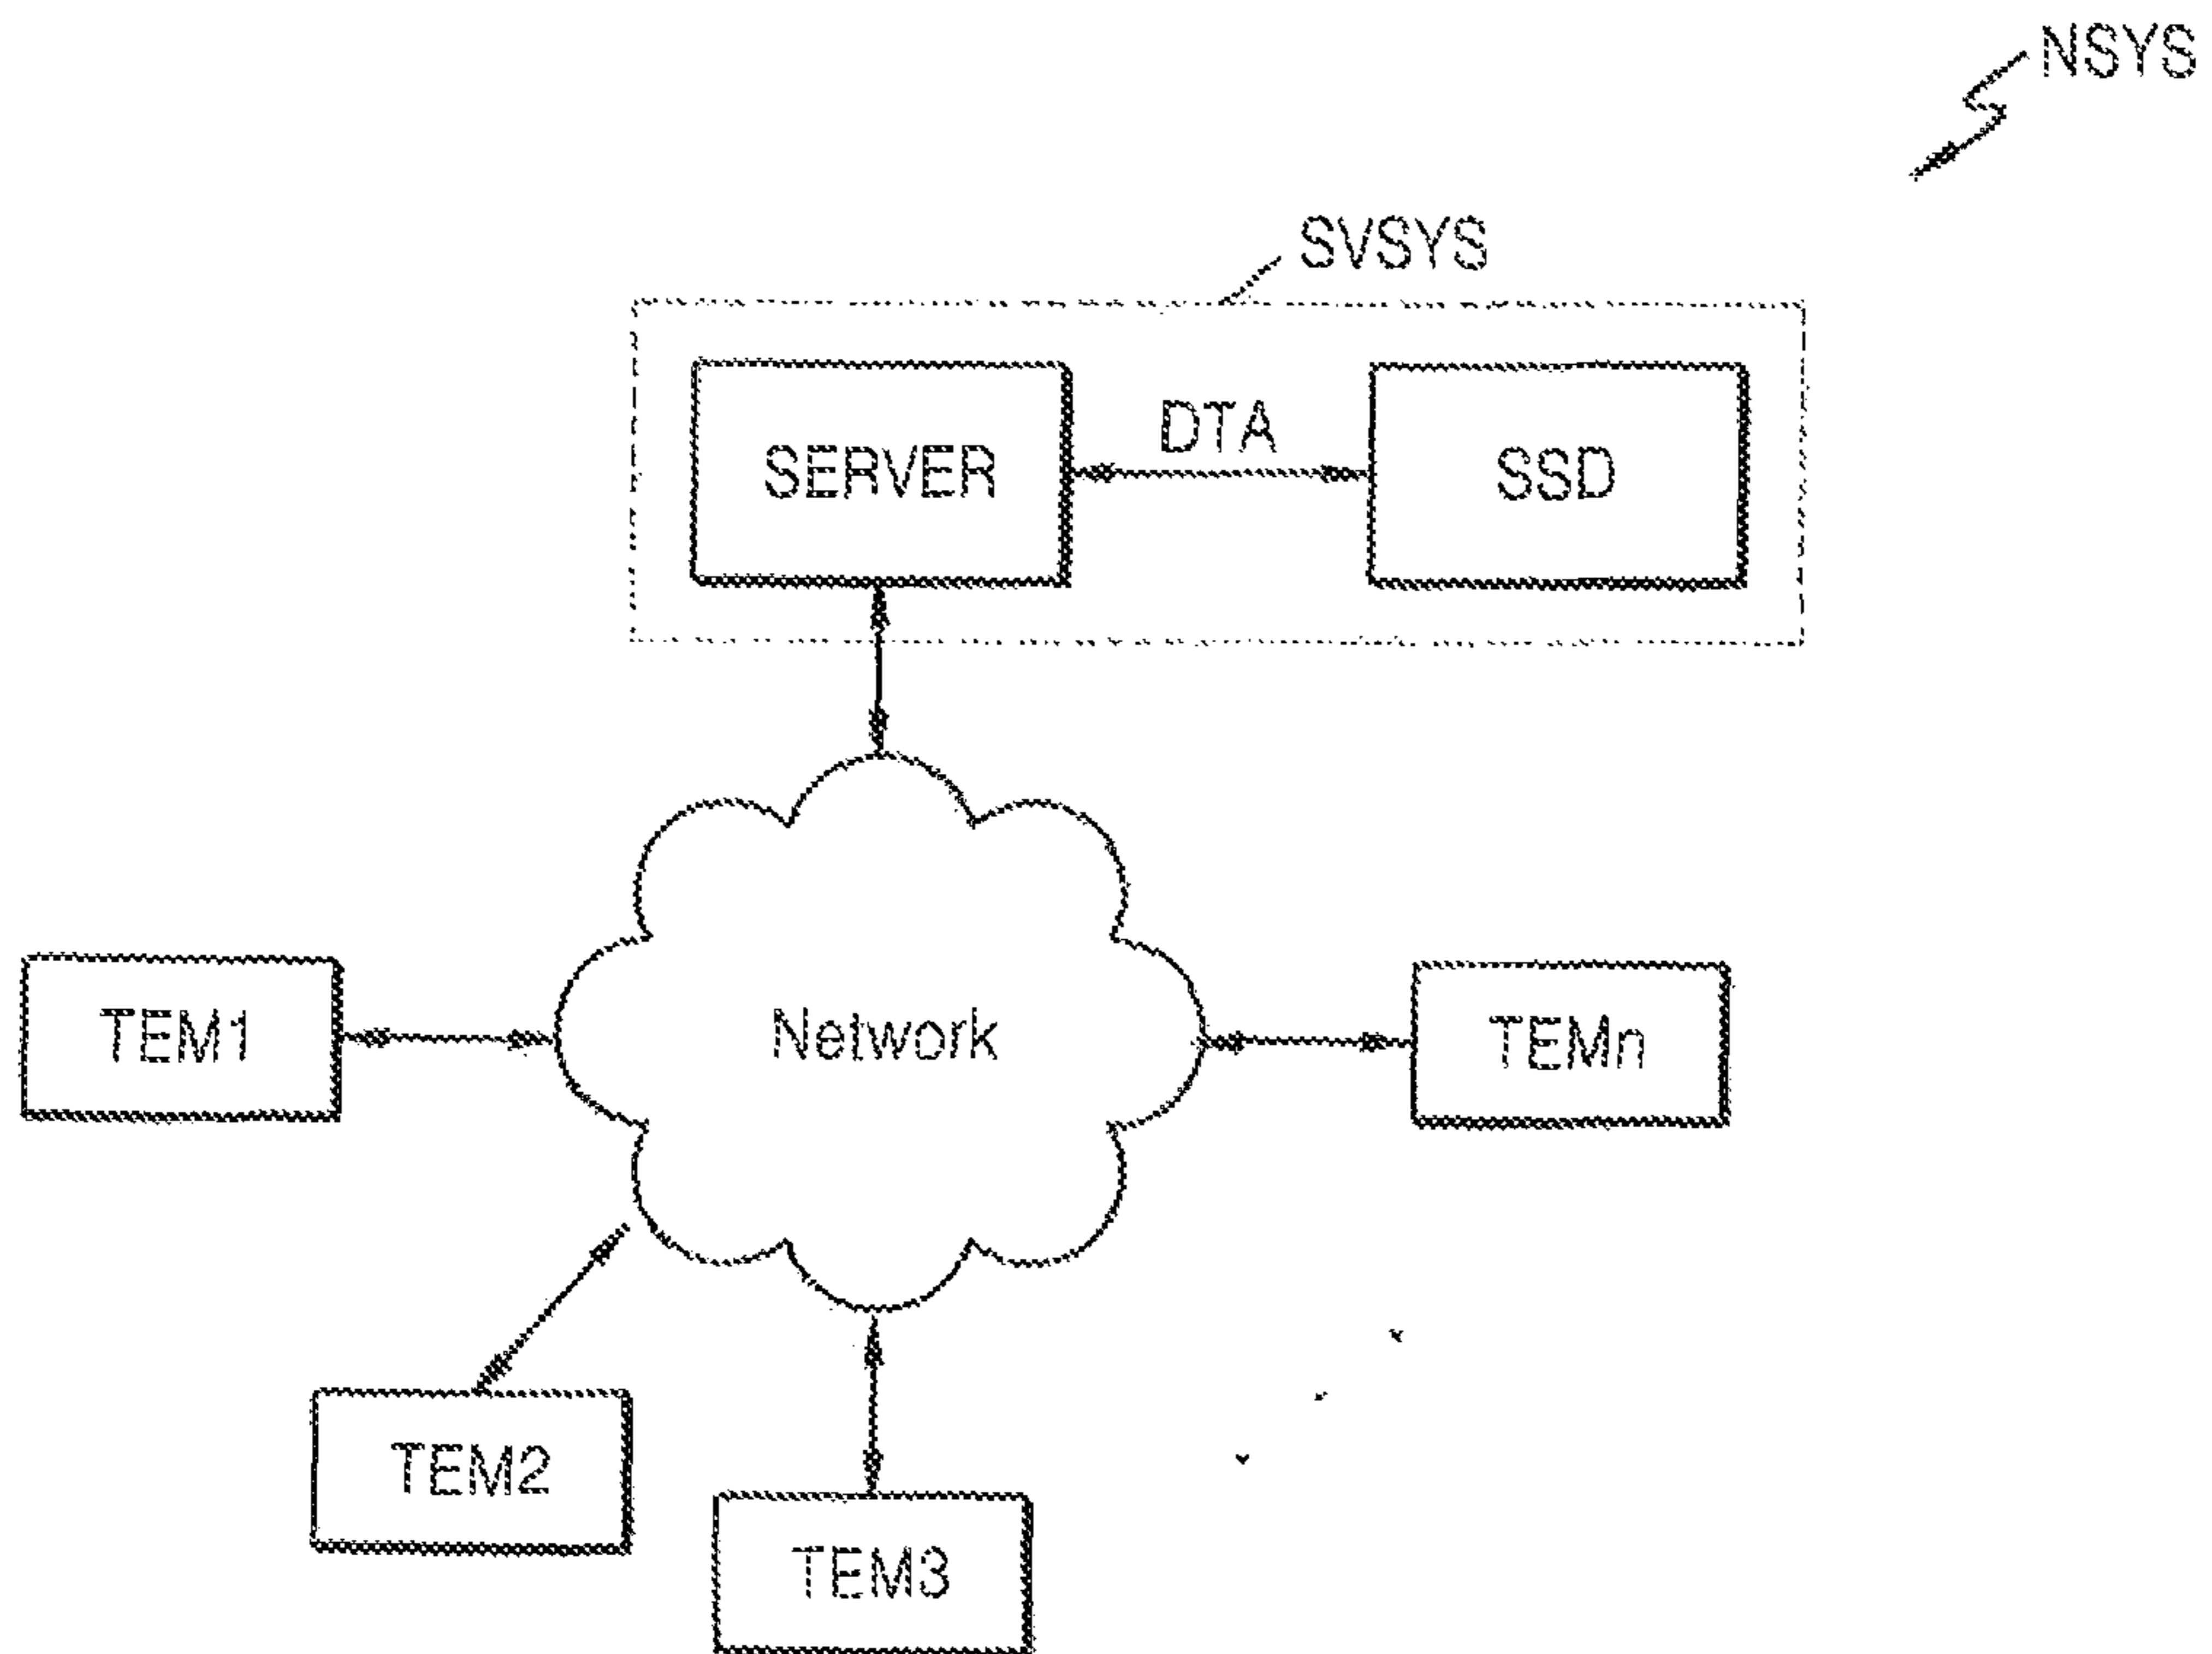 NSYS
SVSYS
SERVER
DTA
SSD
TEM1
Network
TEMn
TEM2
TEM3